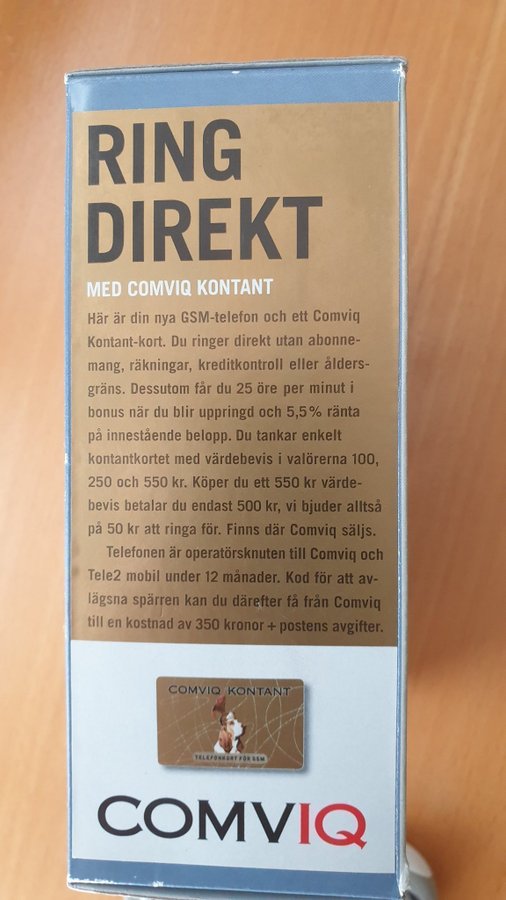 RING
DIREKT
MED COMVIQ KONTANT
Här är din nya GSM-telefon och ett Comviq
Kontant-kort. Du ringer direkt utan abonne-
mang, räkningar, kreditkontroll eller ålders-
gräns. Dessutom får du 25 öre per minut i
bonus när du blir uppringd och 5,5% ränta
på innestående belopp. Du tankar enkelt
kontantkortet med värdebevis i valörerna 100,
250 och 550 kr. Köper du ett 550 kr värde-
bevis betalar du endast 500 kr, vi bjuder alltså
på 50 kr att ringa för. Finns där Comviq säljs.
Telefonen är operatörsknuten till Comviq och
Tele2 mobil under 12 månader. Kod för att av-
lägsna spärren kan du därefter få från Comviq
till en kostnad av 350 kronor + postens avgifter.
COMVIQ KONTANT
TELEFONKORT FÖR GSM
COMVIQ